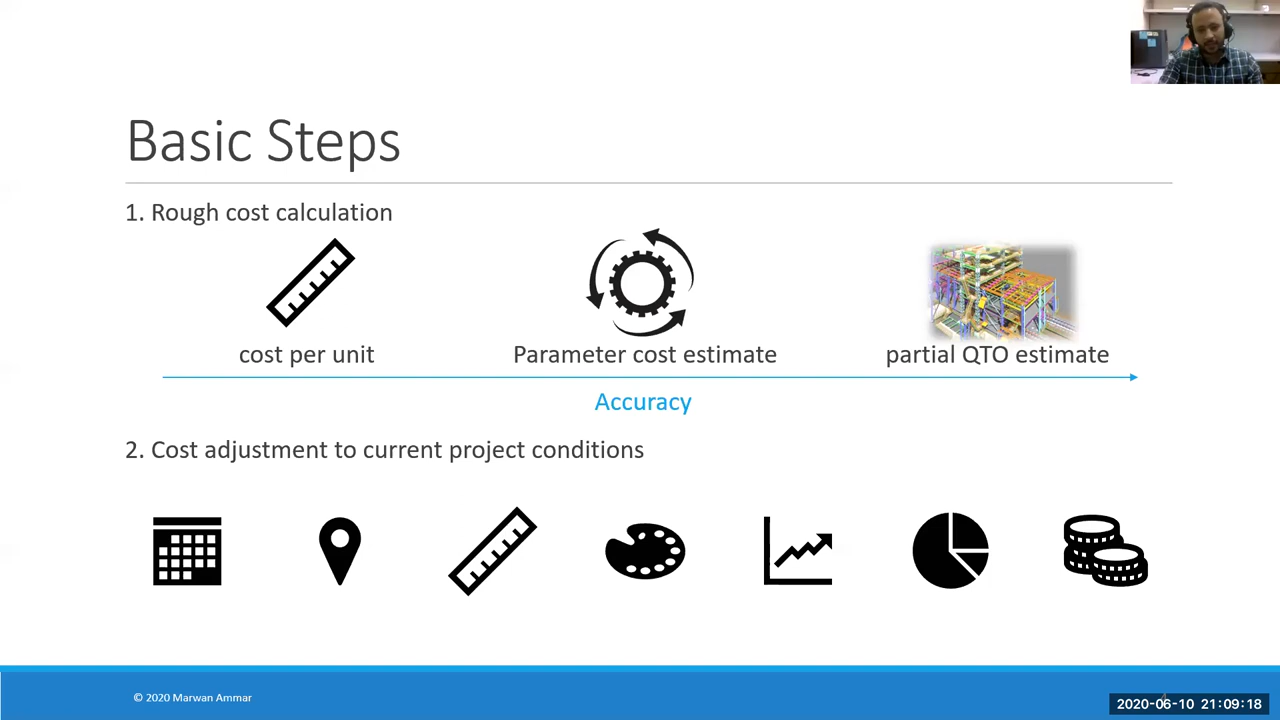 Basic Steps
1. Rough cost calculation
cost per unit
Parameter cost estimate
partial QTO estimate
Accuracy
2. Cost adjustment to current project conditions
© 2020 Marwan Ammar
2020-06-10 21:09:18